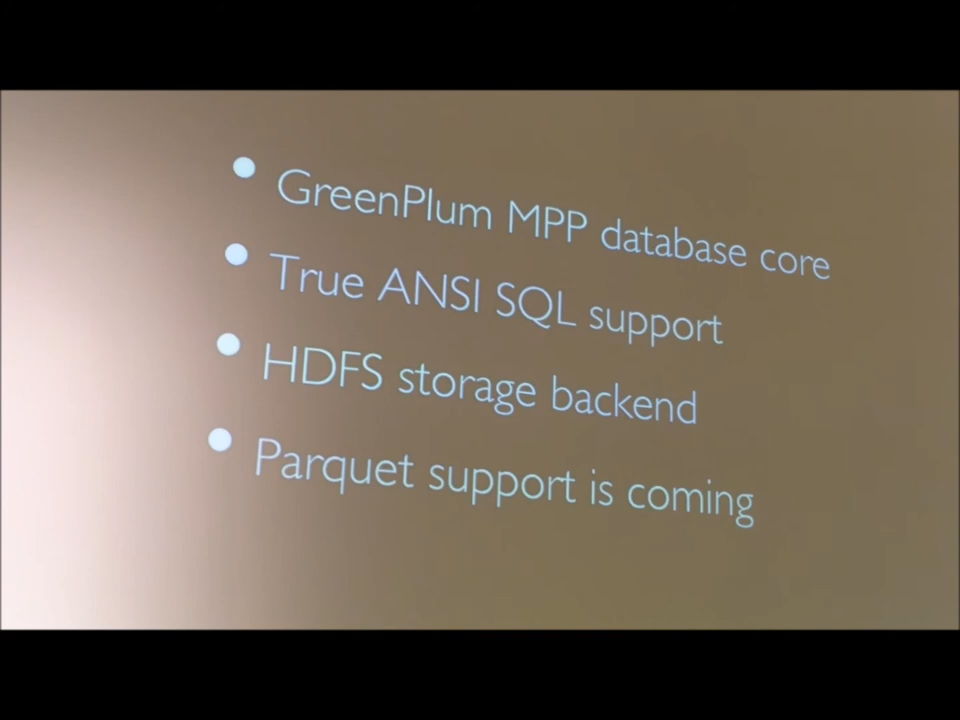 • GreenPlum MPP database core
• True ANSI SQL support
• HDFS storage backend
• Parquet support is coming